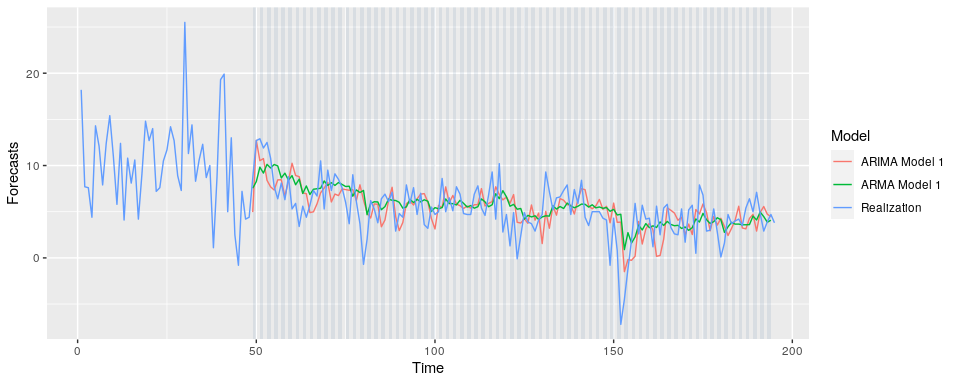 Forecasts
20
10
0
0
50
100
150
200
Time
Model
ARIMA Model 1
ARMA Model 1
Realization